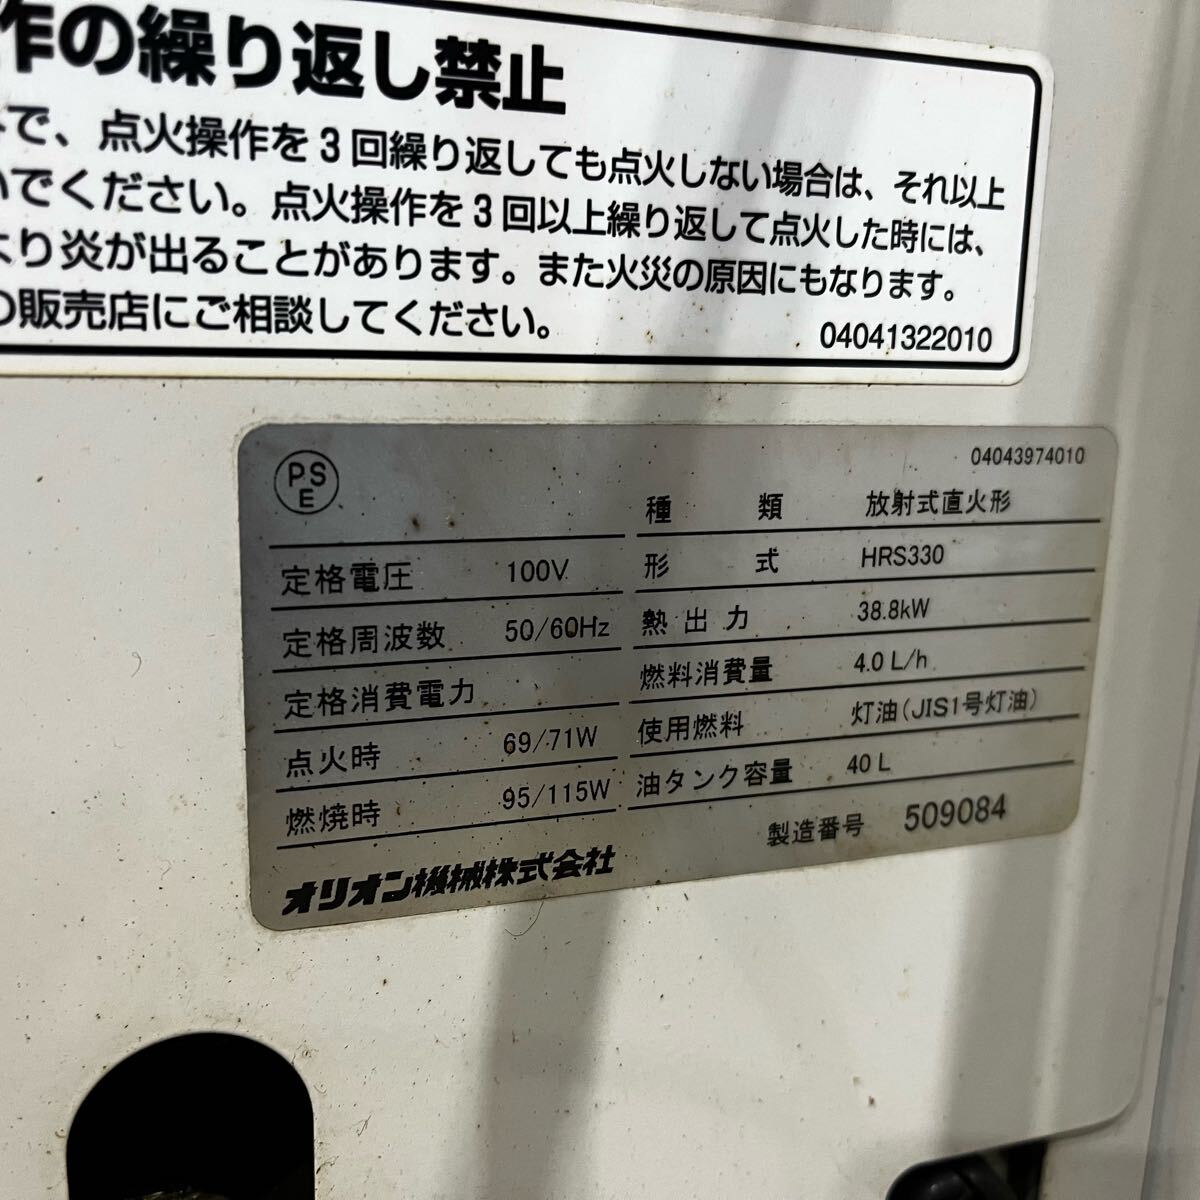 作の繰り返し禁止
で、点火操作を3回繰り返しても点火しない場合は、それ以上
いでください。点火操作を3回以上繰り返して点火した時には、
より炎が出ることがあります。また火災の原因にもなります。
の販売店にご相談してください。
04041322010
04043974010
PS
E
種類 放射式直火形
定格電圧 100V
形式 HRS330
定格周波数 50/60Hz
熱出力 38.8kW
定格消費電力
燃料消費量 4.0 L/h
点火時 69/71W
使用燃料 灯油(JIS1号灯油)
燃焼時 95/115W
油タンク容量 40 L
製造番号 509084
オリオン機械株式会社